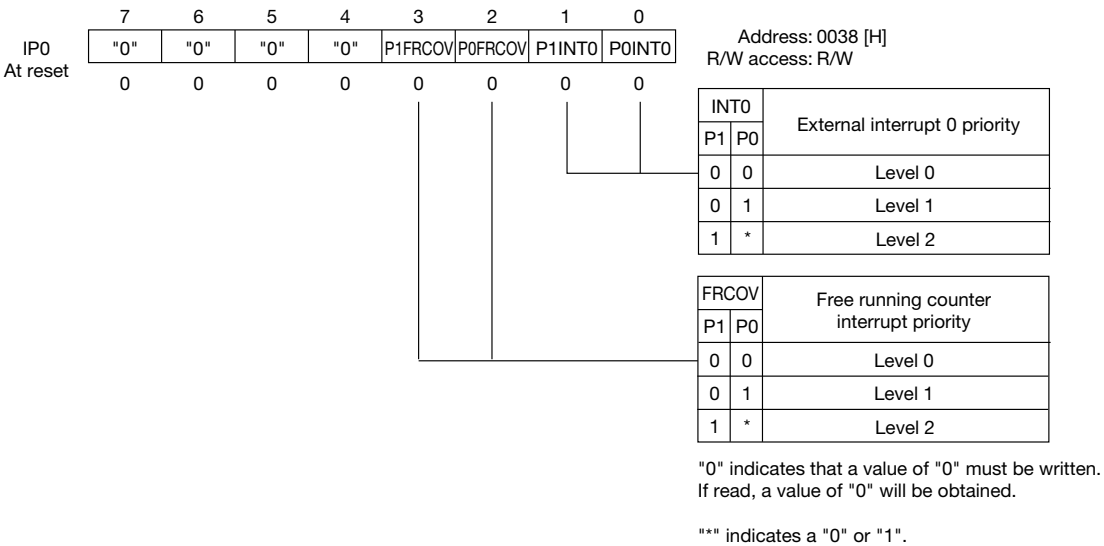 7 6 5 4 3 2 1 0
IP0 "0" "0" "0" "0" P1FRCOV P0FRCOV P1INT0 P0INT0
At reset 0 0 0 0 0 0 0 0
Address: 0038 [H]
R/W access: R/W
INT0 External interrupt 0 priority
P1 P0
0 0 Level 0
0 1 Level 1
1 * Level 2
FRCOV Free running counter
P1 P0 interrupt priority
0 0 Level 0
0 1 Level 1
1 * Level 2
"0" indicates that a value of "0" must be written.
If read, a value of "0" will be obtained.
"*" indicates a "0" or "1".